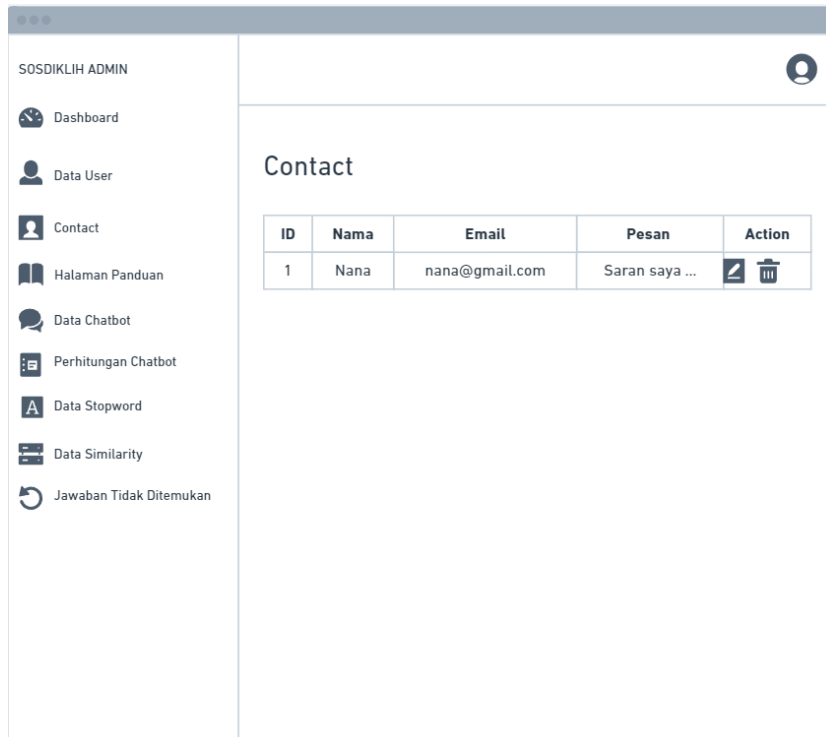 SOSDIKLIH ADMIN
Dashboard
Data User
Contact
Halaman Panduan
Data Chatbot
Perhitungan Chatbot
A Data Stopword
Data Similarity
Jawaban Tidak Ditemukan
Contact
ID Nama Email Pesan Action
1 Nana nana@gmail.com Saran saya ...